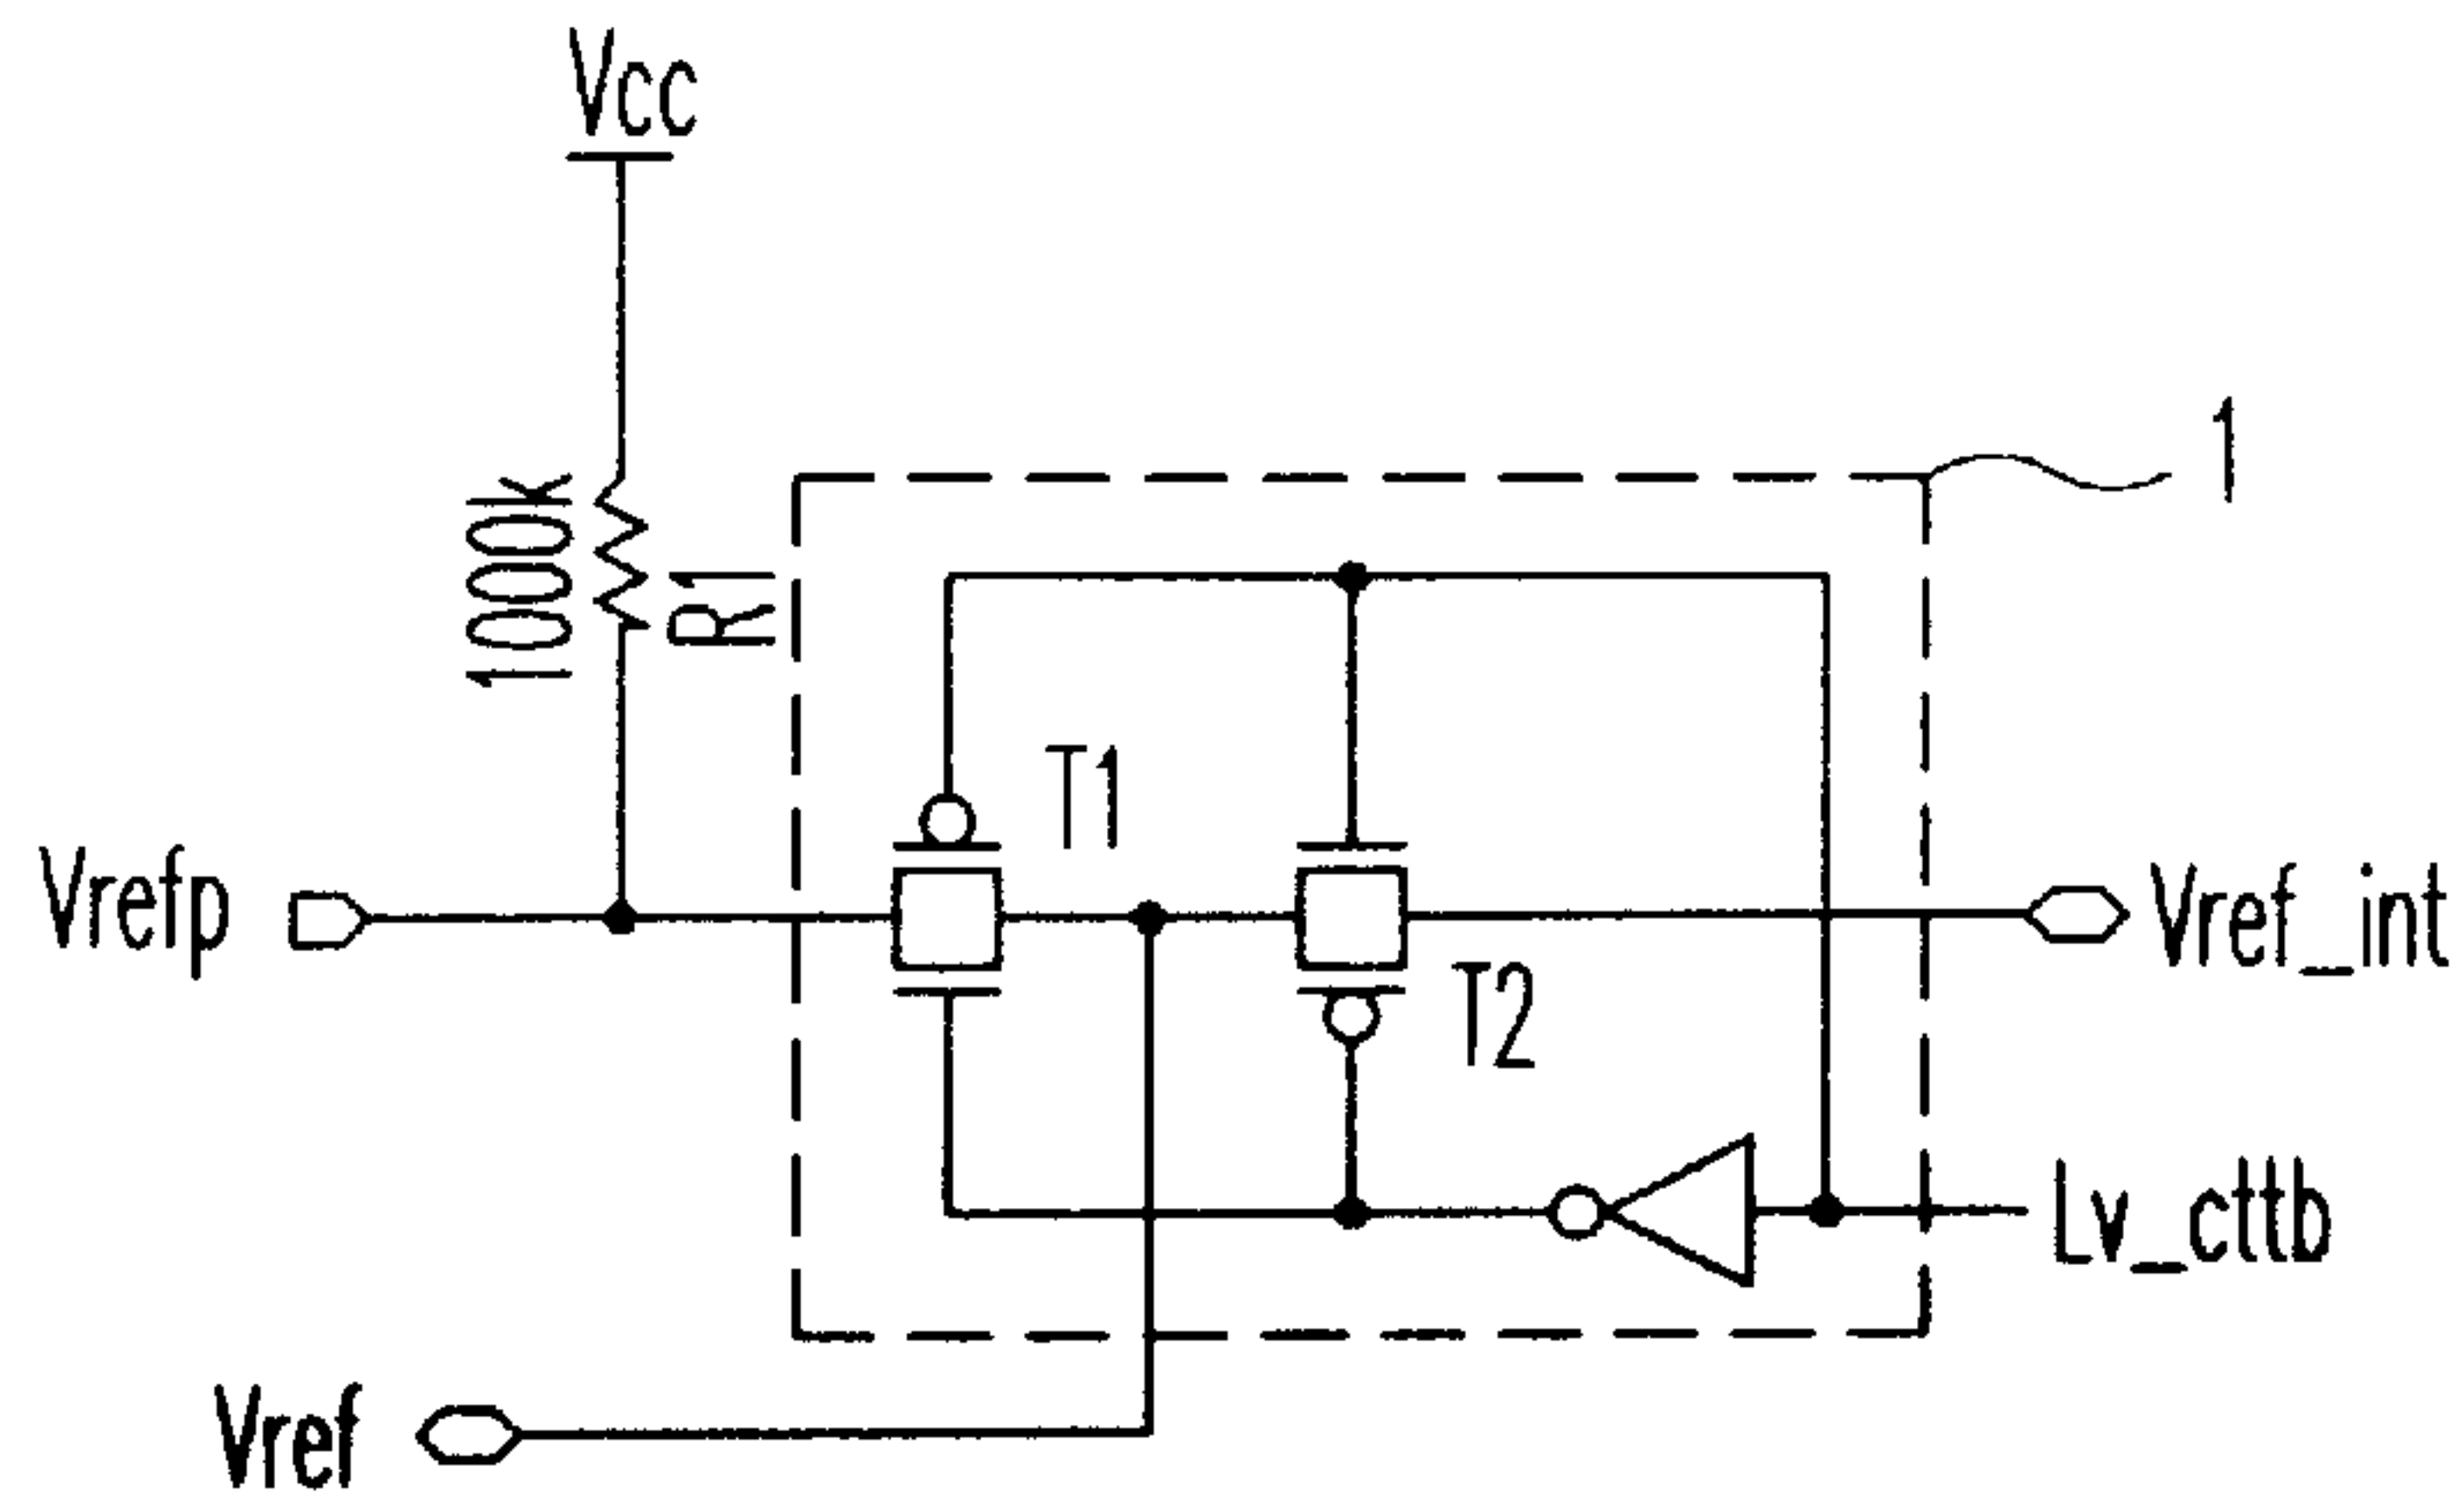 Vcc
1
1000k
R1
T1
Vrefp
Vref_int
T2
Lv_cttb
Vref